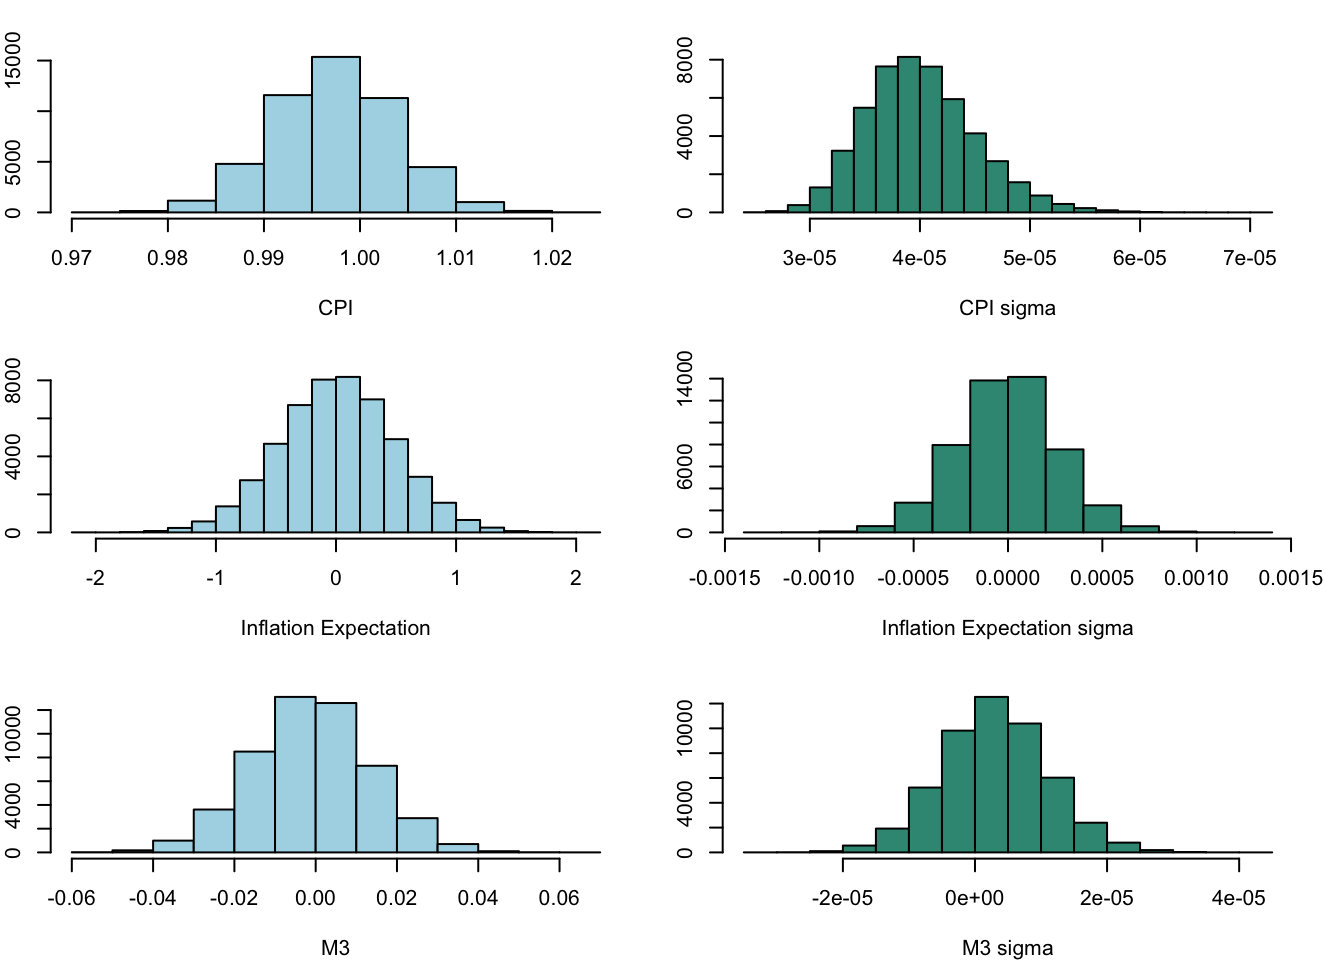 15000
5000
0
0.97 0.98 0.99 1.00 1.01 1.02
CPI
8000
4000
0
3e-05 4e-05 5e-05 6e-05 7e-05
CPI sigma
8000
4000
0
-2 -1 0 1 2
Inflation Expectation
14000
6000
0
-0.0015 -0.0010 -0.0005 0.0000 0.0005 0.0010 0.0015
Inflation Expectation sigma
10000
4000
0
-0.06 -0.04 -0.02 0.00 0.02 0.04 0.06
M3
10000
4000
0
-2e-05 0e+00 2e-05 4e-05
M3 sigma